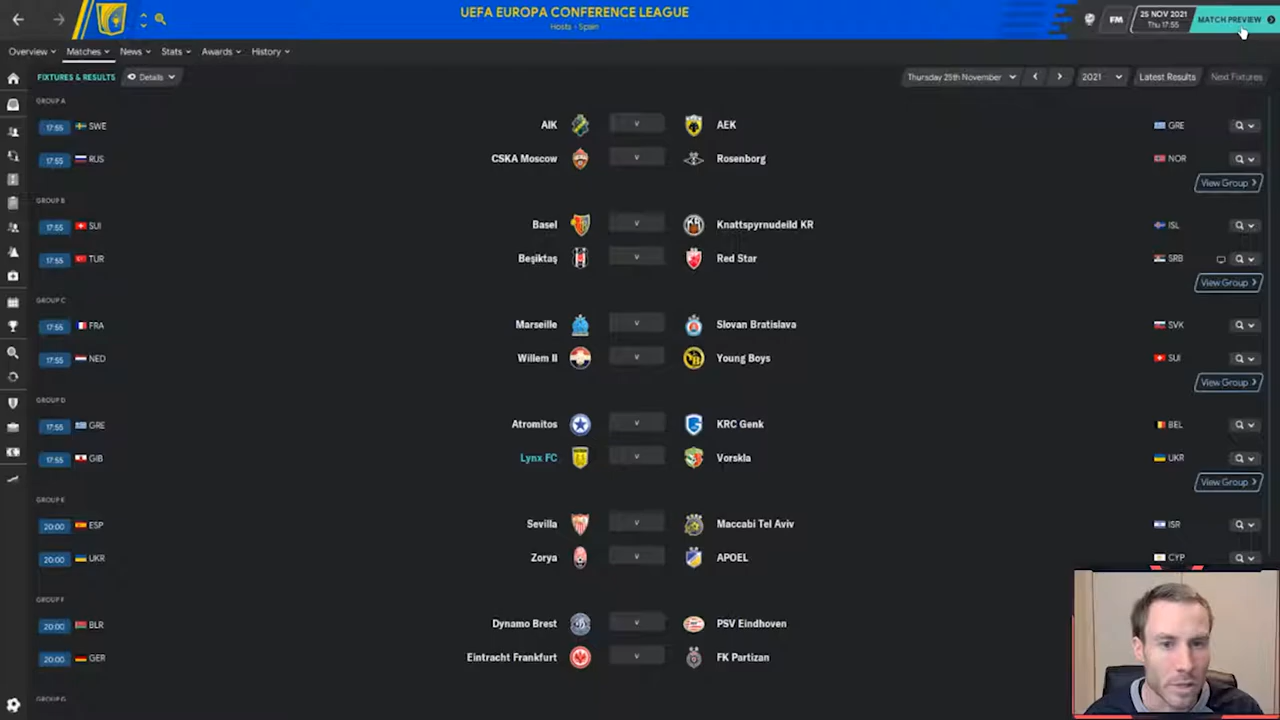 UEFA EUROPA CONFERENCE LEAGUE
Hosts - Spain
FM
25 NOV 2021
Thu 17:55
MATCH PREVIEW
Overview
Matches
News
Stats
Awards
History
FIXTURES & RESULTS
Details
Thursday 25th November
2021
Latest Results
Next Fixtures
GROUP A
17:55 SWE AIK v AEK GRE
17:55 RUS CSKA Moscow v Rosenborg NOR
View Group
GROUP B
17:55 SUI Basel v Knattspyrnudeild KR ISL
17:55 TUR Beşiktaş v Red Star SRB
View Group
GROUP C
17:55 FRA Marseille v Slovan Bratislava SVK
17:55 NED Willem II v Young Boys SUI
View Group
GROUP D
17:55 GRE Atromitos v KRC Genk BEL
17:55 GIB Lynx FC v Vorskla UKR
View Group
GROUP E
20:00 ESP Sevilla v Maccabi Tel Aviv ISR
20:00 UKR Zorya v APOEL CYP
GROUP F
20:00 BLR Dynamo Brest v PSV Eindhoven
20:00 GER Eintracht Frankfurt v FK Partizan
GROUP G